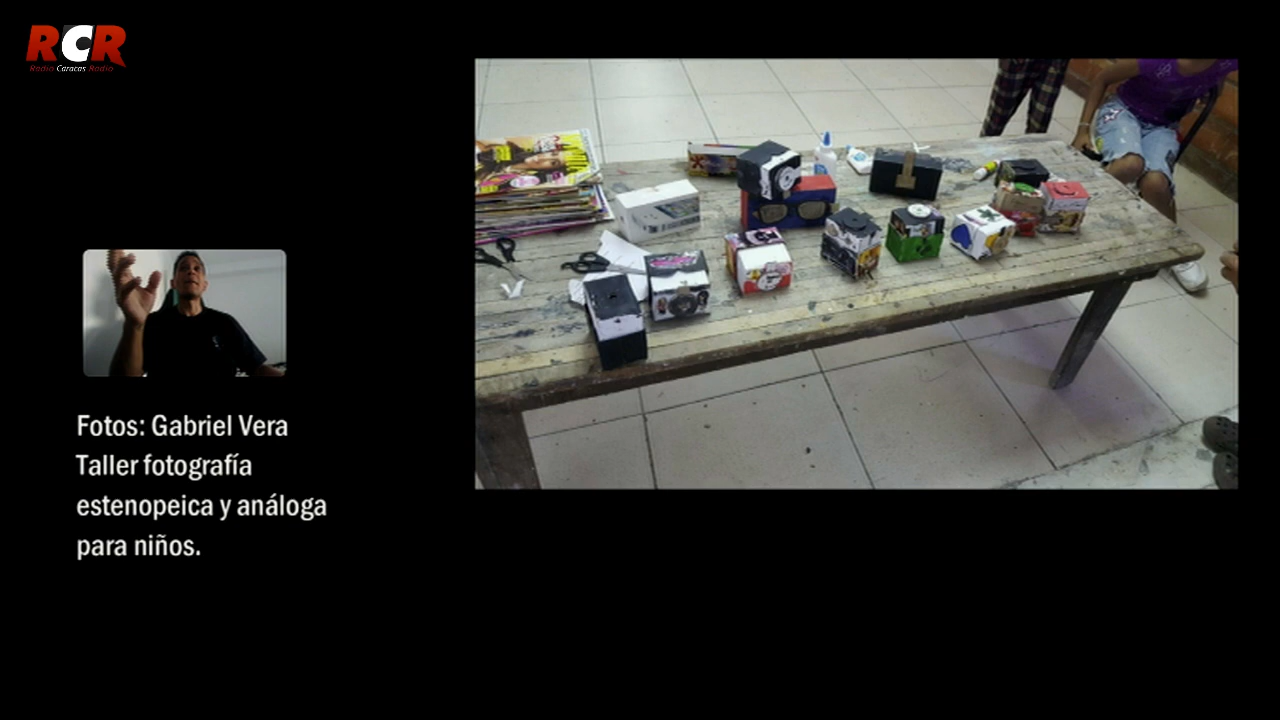 RCR
Radio Caracas Radio
Fotos: Gabriel Vera
Taller fotografía
estenopeica y análoga
para niños.